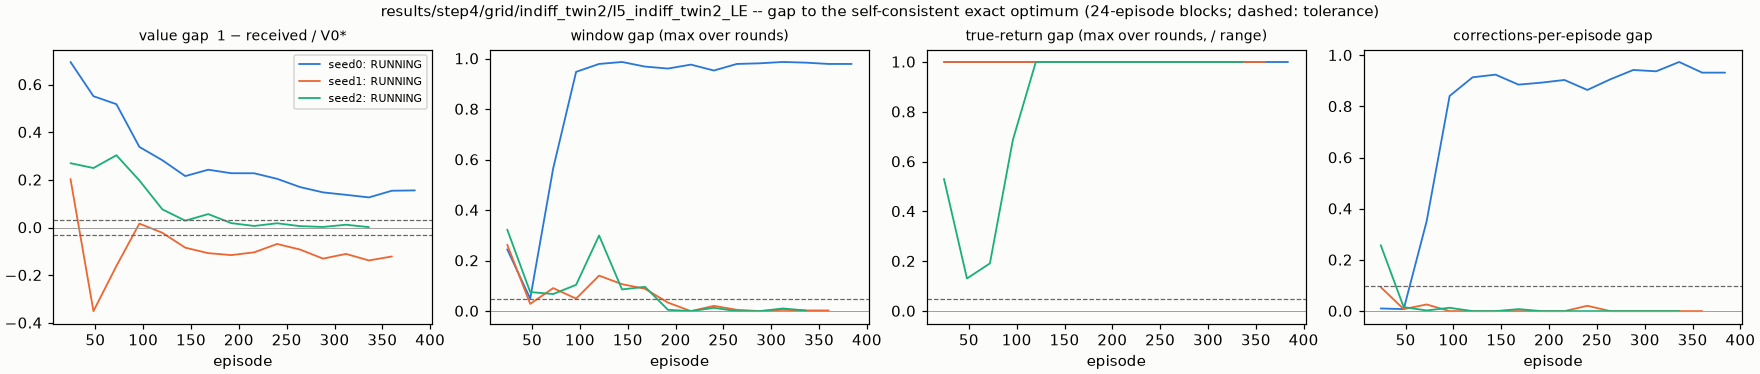 results/step4/grid/indiff_twin2/I5_indiff_twin2_LE -- gap to the self-consistent exact optimum (24-episode blocks; dashed: tolerance)
value gap 1 − received / V0*
seed0: RUNNING
seed1: RUNNING
seed2: RUNNING
0.6
0.4
0.2
0.0
−0.2
−0.4
50 100 150 200 250 300 350 400
episode
window gap (max over rounds)
1.0
0.8
0.6
0.4
0.2
0.0
50 100 150 200 250 300 350 400
episode
true-return gap (max over rounds, / range)
1.0
0.8
0.6
0.4
0.2
0.0
50 100 150 200 250 300 350 400
episode
corrections-per-episode gap
1.0
0.8
0.6
0.4
0.2
0.0
50 100 150 200 250 300 350 400
episode